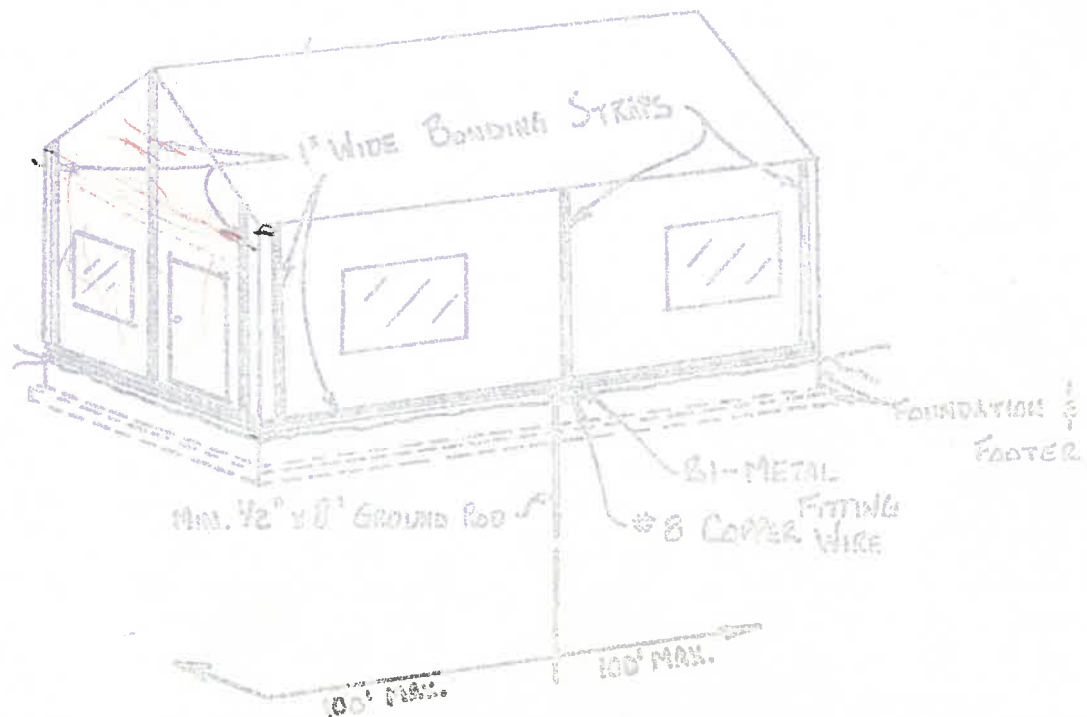 1" WIDE BONDING STRAPS
FOUNDATION &
FOOTER
BI-METAL
FITTING
MIN. 1/2" x 8' GROUND ROD
#8 COPPER WIRE
100' MAX.
100' MAX.